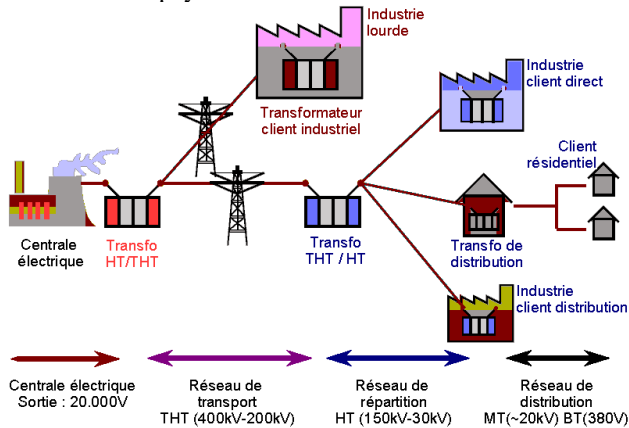 Industrie
lourde
Transformateur
client industriel
Industrie
client direct
Client
résidentiel
Centrale
électrique
Transfo
HT/THT
Transfo
THT / HT
Transfo de
distribution
Industrie
client distribution
Centrale électrique
Sortie : 20.000V
Réseau de
transport
THT (400kV-200kV)
Réseau de
répartition
HT (150kV-30kV)
Réseau de
distribution
MT(~20kV) BT(380V)